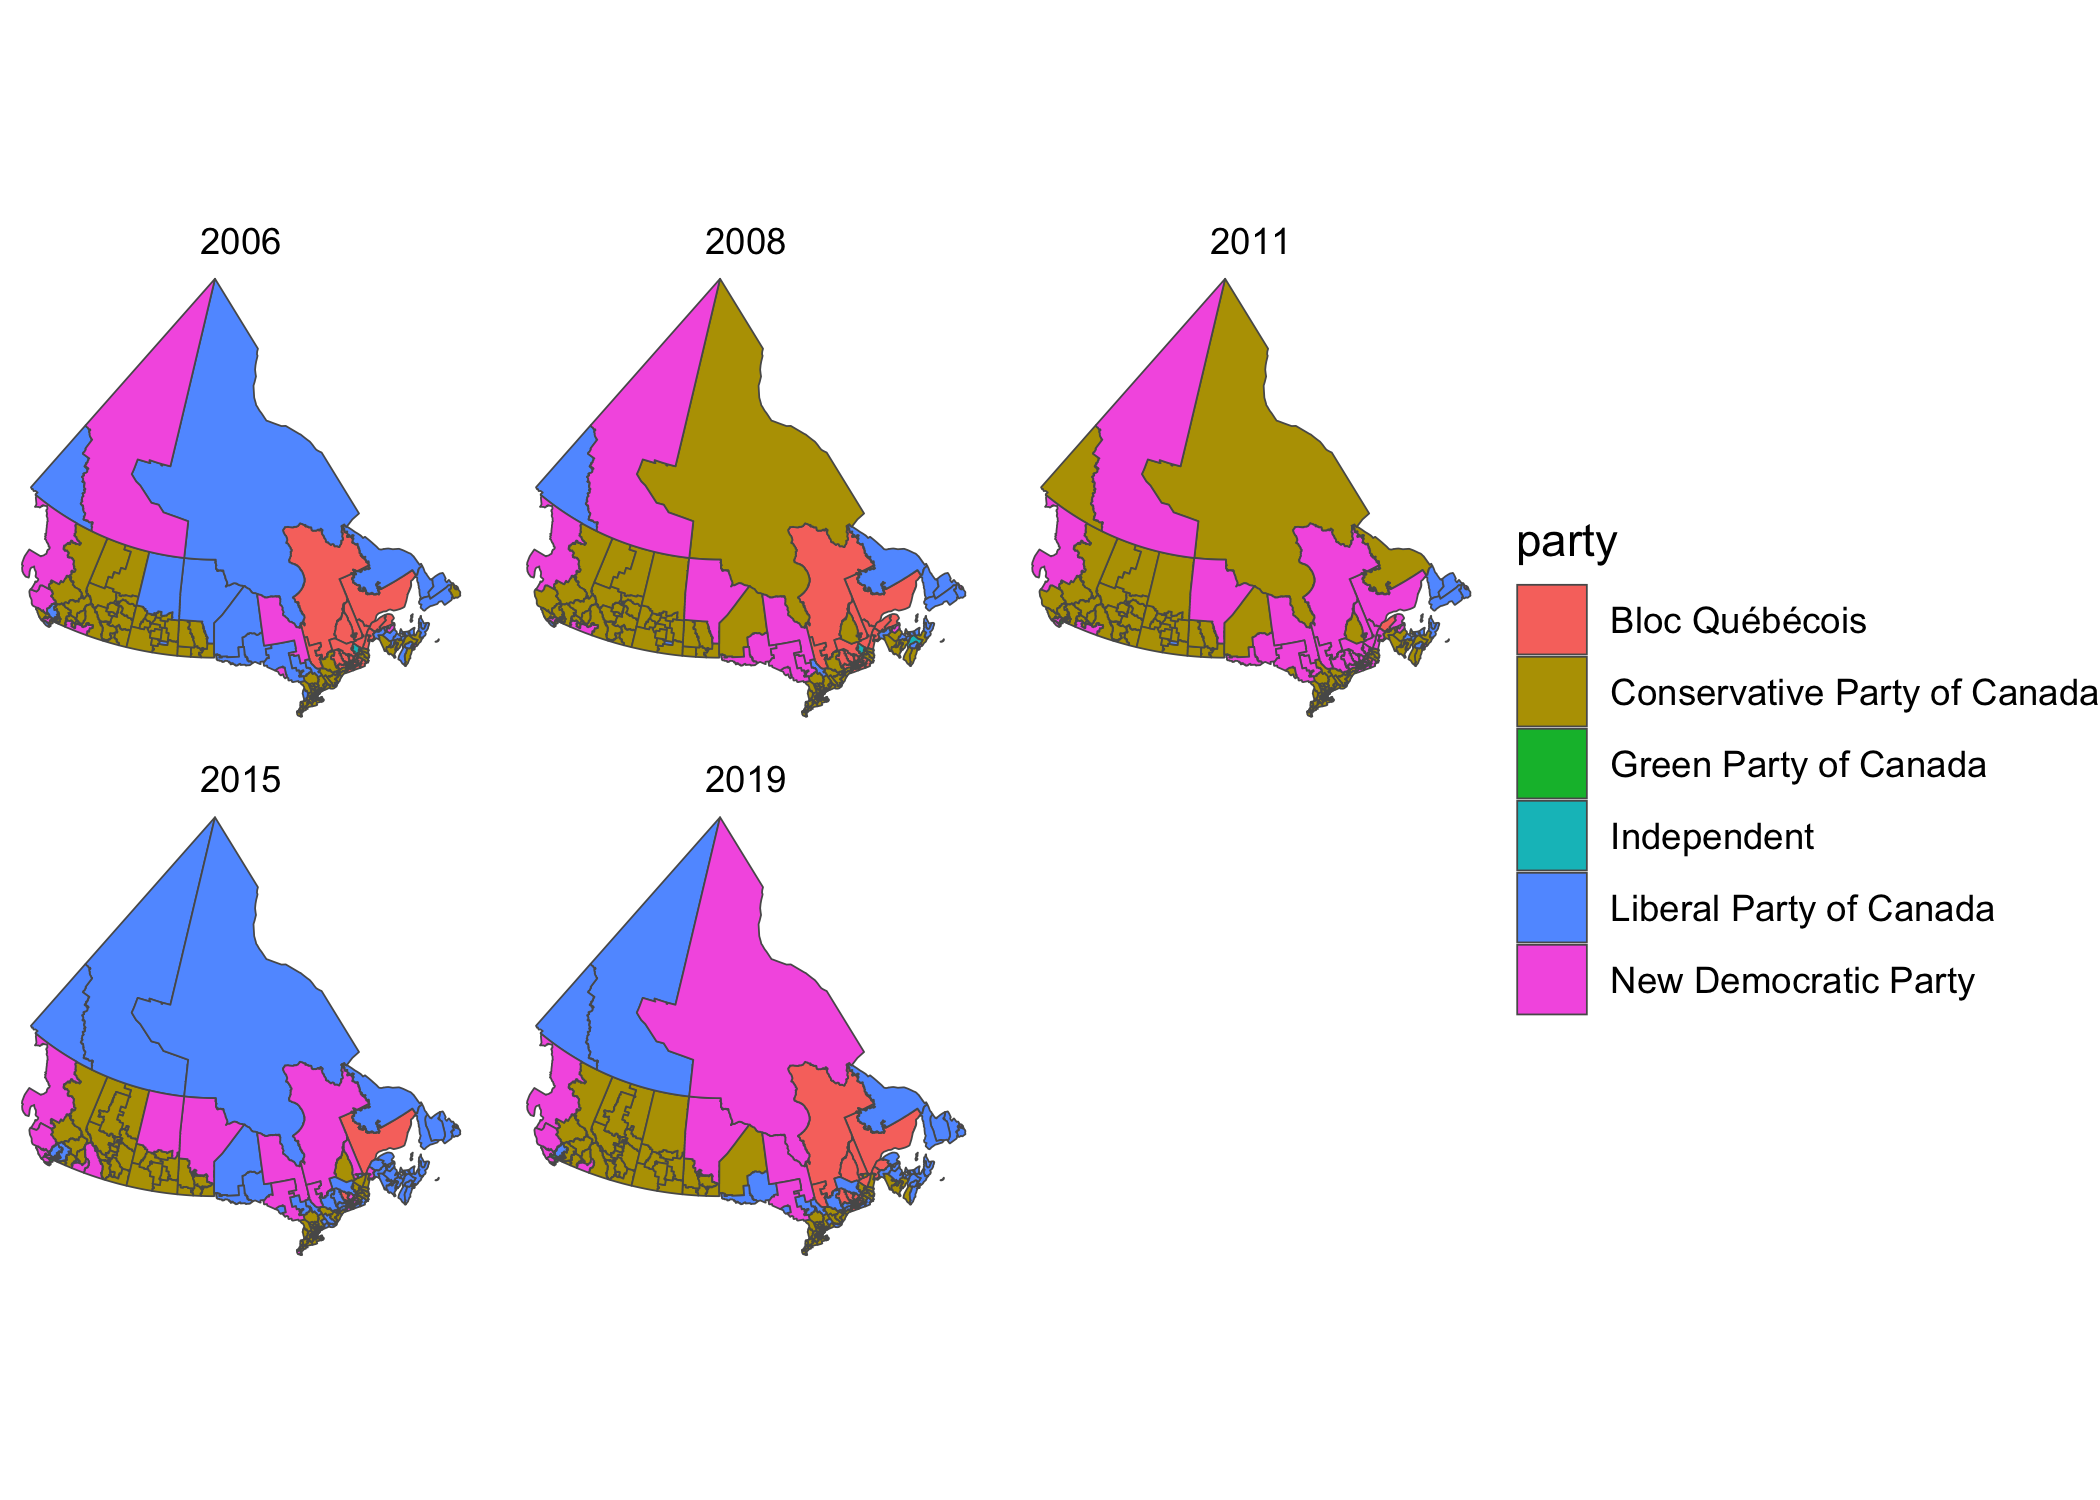 2006
2008
2011
2015
2019
party
Bloc Québécois
Conservative Party of Canada
Green Party of Canada
Independent
Liberal Party of Canada
New Democratic Party